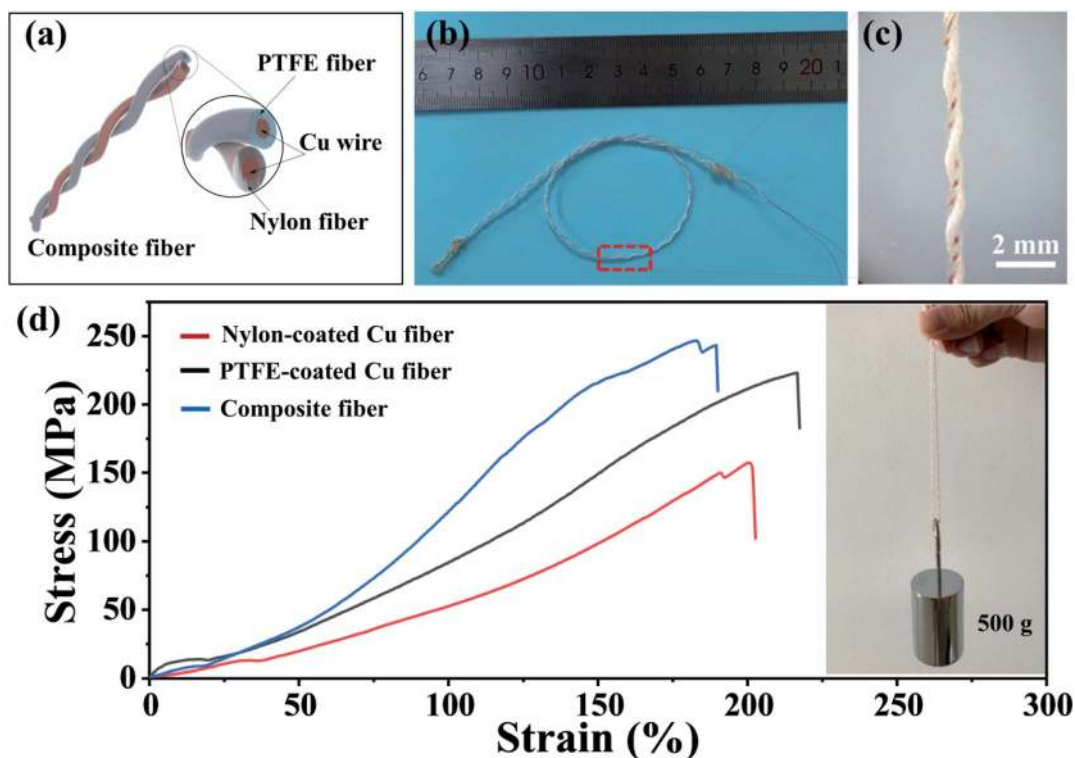 (a)
PTFE fiber
Cu wire
Nylon fiber
Composite fiber
(b)
6 7 8 9 10 1 2 3 4 5 6 7 8 9 20 1
(c)
2 mm
(d)
Nylon-coated Cu fiber
PTFE-coated Cu fiber
Composite fiber
500 g
250
200
150
100
50
0
0 50 100 150 200 250 300
Stress (MPa)
Strain (%)